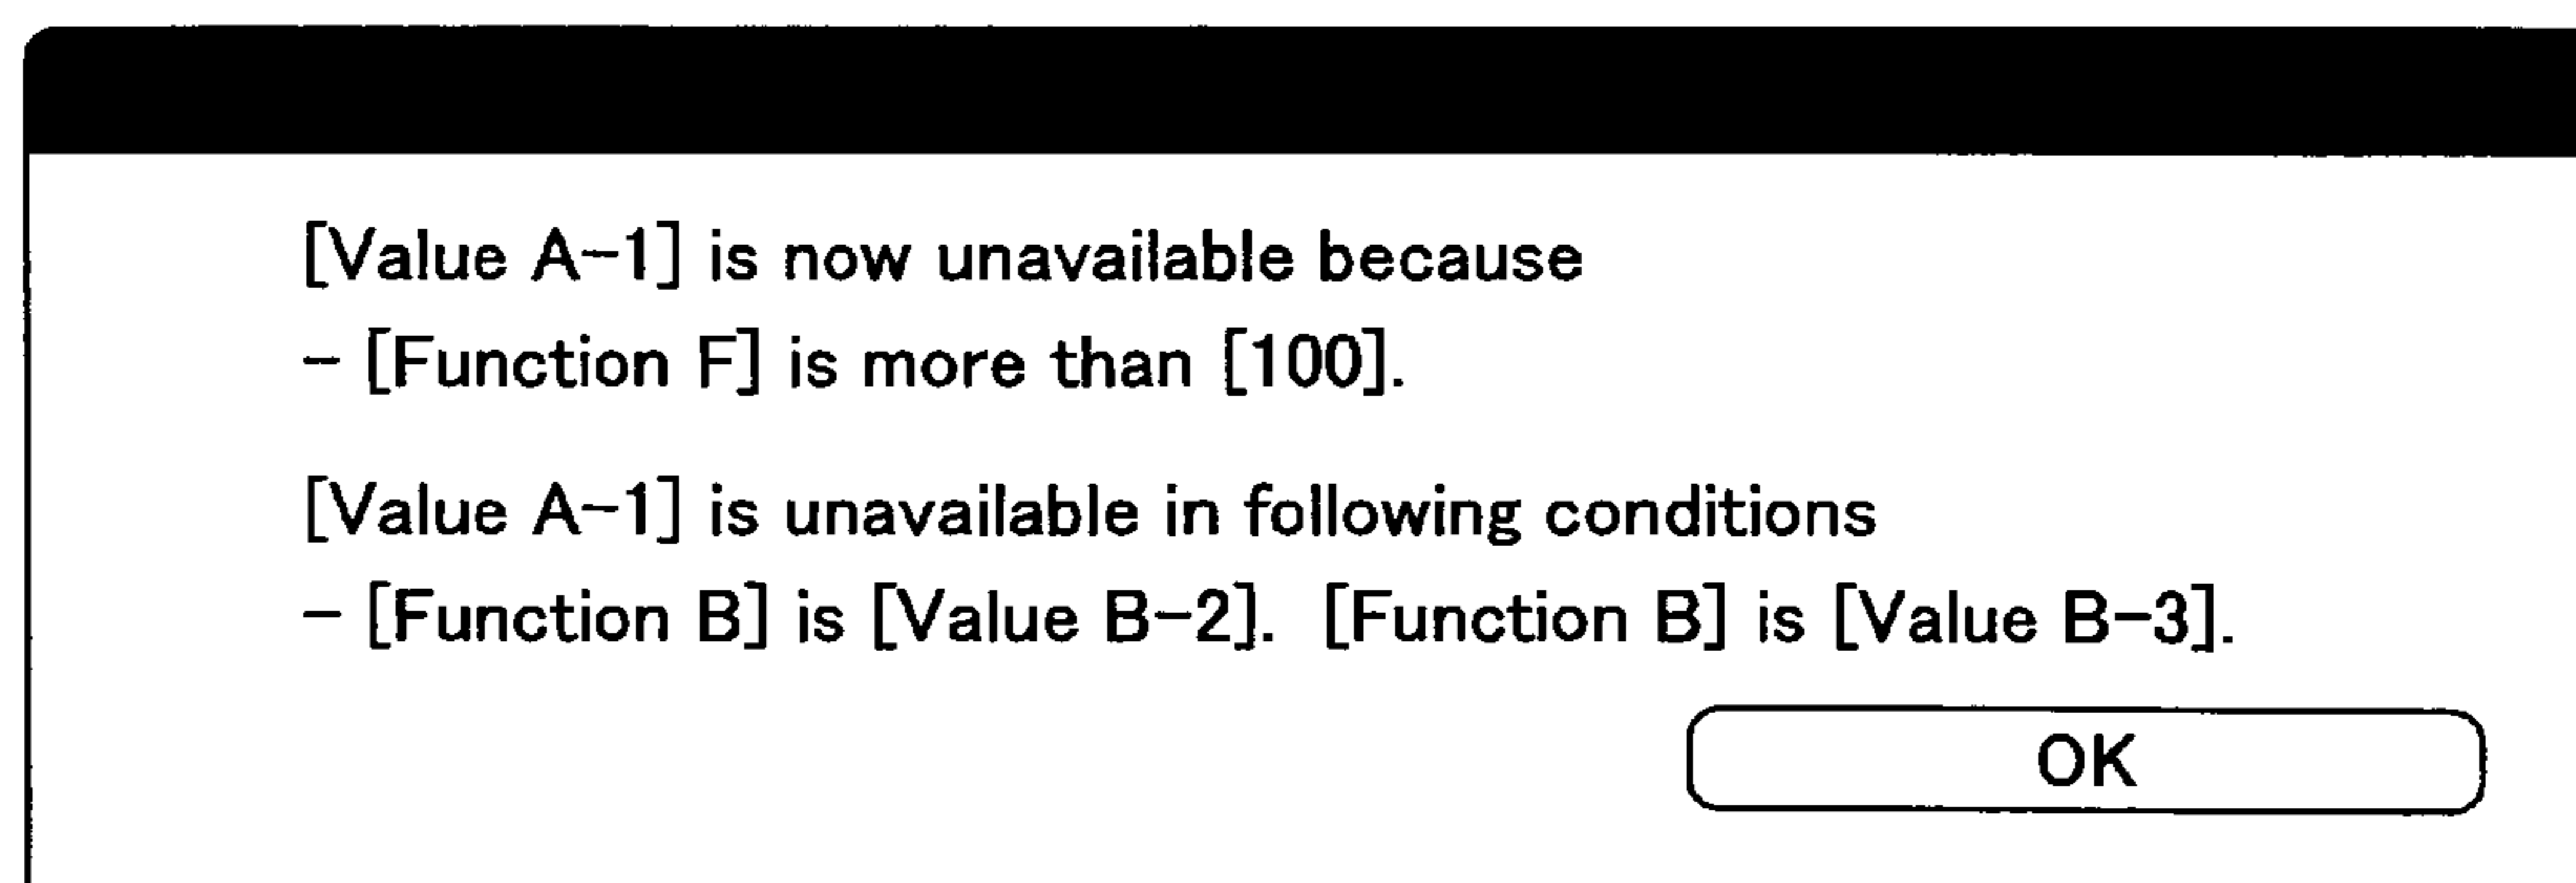 [Value A-1] is now unavailable because
- [Function F] is more than [100].
[Value A-1] is unavailable in following conditions
- [Function B] is [Value B-2]. [Function B] is [Value B-3].
OK